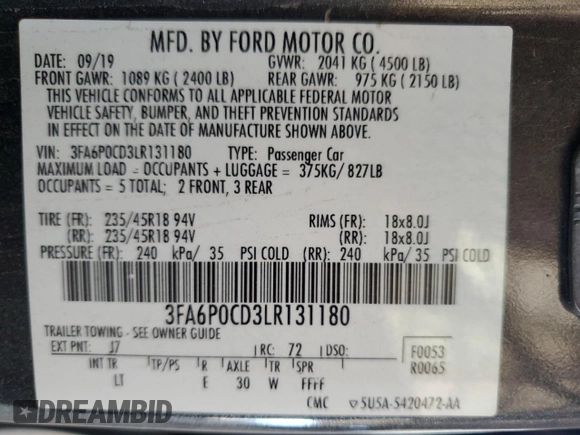 MFD. BY FORD MOTOR CO.
DATE: 09/19 GVWR: 2041 KG ( 4500 LB)
FRONT GAWR: 1089 KG ( 2400 LB) REAR GAWR: 975 KG ( 2150 LB)
THIS VEHICLE CONFORMS TO ALL APPLICABLE FEDERAL MOTOR
VEHICLE SAFETY, BUMPER, AND THEFT PREVENTION STANDARDS
IN EFFECT ON THE DATE OF MANUFACTURE SHOWN ABOVE.
VIN: 3FA6P0CD3LR131180 TYPE: Passenger Car
MAXIMUM LOAD = OCCUPANTS + LUGGAGE = 375KG/ 827LB
OCCUPANTS = 5 TOTAL; 2 FRONT, 3 REAR
TIRE (FR): 235/45R18 94V RIMS (FR): 18x8.0J
(RR): 235/45R18 94V (RR): 18x8.0J
PRESSURE (FR): 240 kPa/ 35 PSI COLD (RR): 240 kPa/ 35 PSI COLD
3FA6P0CD3LR131180
TRAILER TOWING - SEE OWNER GUIDE
EXT PNT: J7 RC: 72 DSO: F0053
INT TR TP/PS R AXLE TR SPR R0065
LT E 30 W FFrF
CMC 5U5A-5420472-AA
DREAMBID